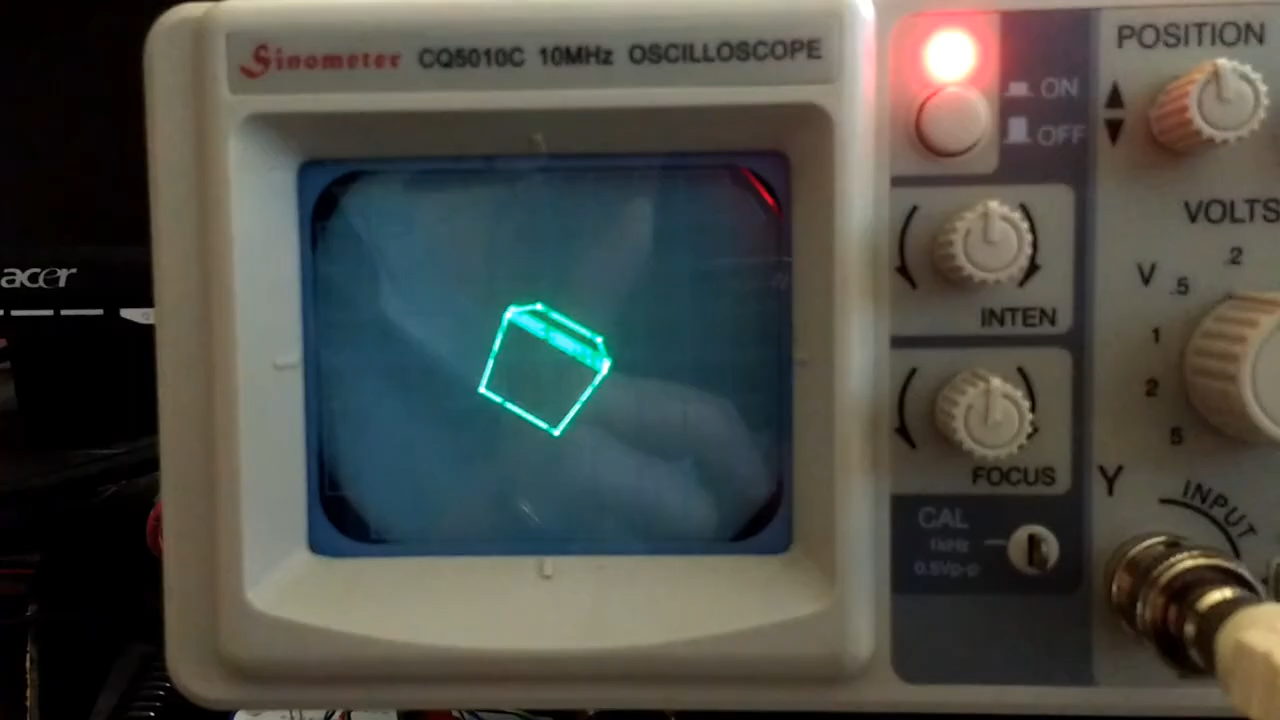 Sinometer CQ5010C 10MHz OSCILLOSCOPE
ON
OFF
POSITION
VOLTS
INTEN
FOCUS
V
.5
.2
1
2
5
Y
INPUT
CAL
1kHz
0.5Vp-p
acer